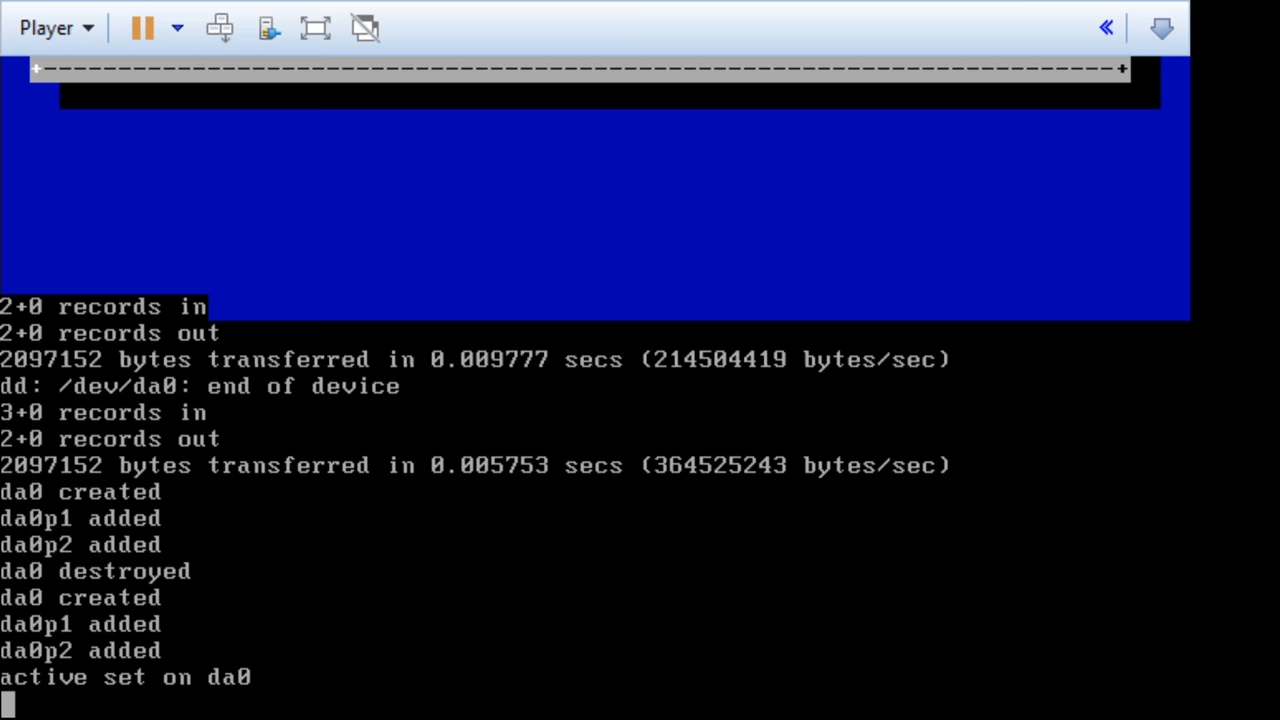 Player
+------------------------------------------------------------------------+
2+0 records in
2+0 records out
2097152 bytes transferred in 0.009777 secs (214504419 bytes/sec)
dd: /dev/da0: end of device
3+0 records in
2+0 records out
2097152 bytes transferred in 0.005753 secs (364525243 bytes/sec)
da0 created
da0p1 added
da0p2 added
da0 destroyed
da0 created
da0p1 added
da0p2 added
active set on da0